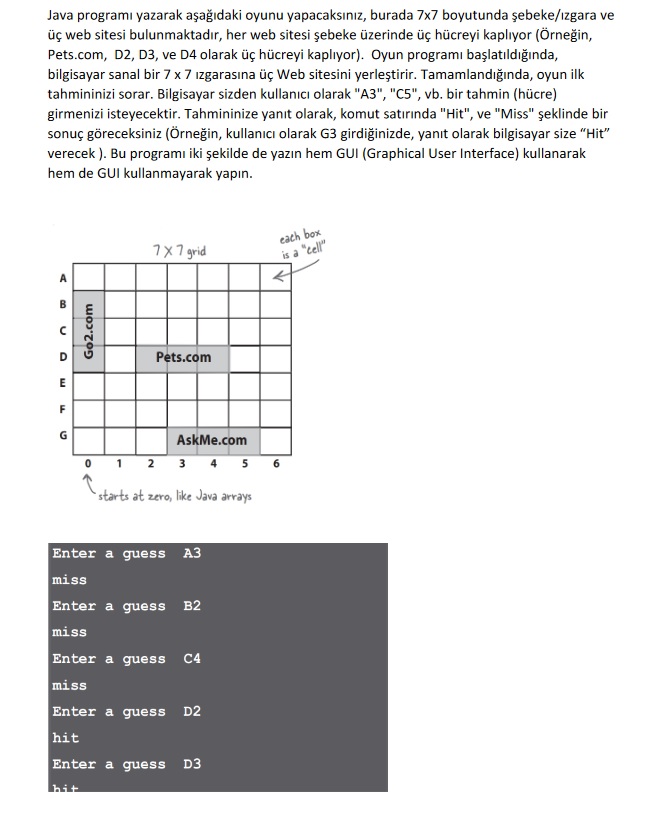 Java programı yazarak aşağıdaki oyunu yapacaksınız, burada 7x7 boyutunda şebeke/ızgara ve
üç web sitesi bulunmaktadır, her web sitesi şebeke üzerinde üç hücreyi kaplıyor (Örneğin,
Pets.com,  D2, D3, ve D4 olarak üç hücreyi kaplıyor).  Oyun programı başlatıldığında,
bilgisayar sanal bir 7 x 7 ızgarasına üç Web sitesini yerleştirir. Tamamlandığında, oyun ilk
tahmininizi sorar. Bilgisayar sizden kullanıcı olarak "A3", "C5", vb. bir tahmin (hücre)
girmenizi isteyecektir. Tahmininize yanıt olarak, komut satırında "Hit", ve "Miss" şeklinde bir
sonuç göreceksiniz (Örneğin, kullanıcı olarak G3 girdiğinizde, yanıt olarak bilgisayar size “Hit”
verecek ). Bu programı iki şekilde de yazın hem GUI (Graphical User Interface) kullanarak
hem de GUI kullanmayarak yapın.
7 X 7 grid
each box
is a "cell"
A
B
C
D
E
F
G
Go2.com
Pets.com
AskMe.com
0 1 2 3 4 5 6
starts at zero, like Java arrays
Enter a guess  A3
miss
Enter a guess  B2
miss
Enter a guess  C4
miss
Enter a guess  D2
hit
Enter a guess  D3
hit